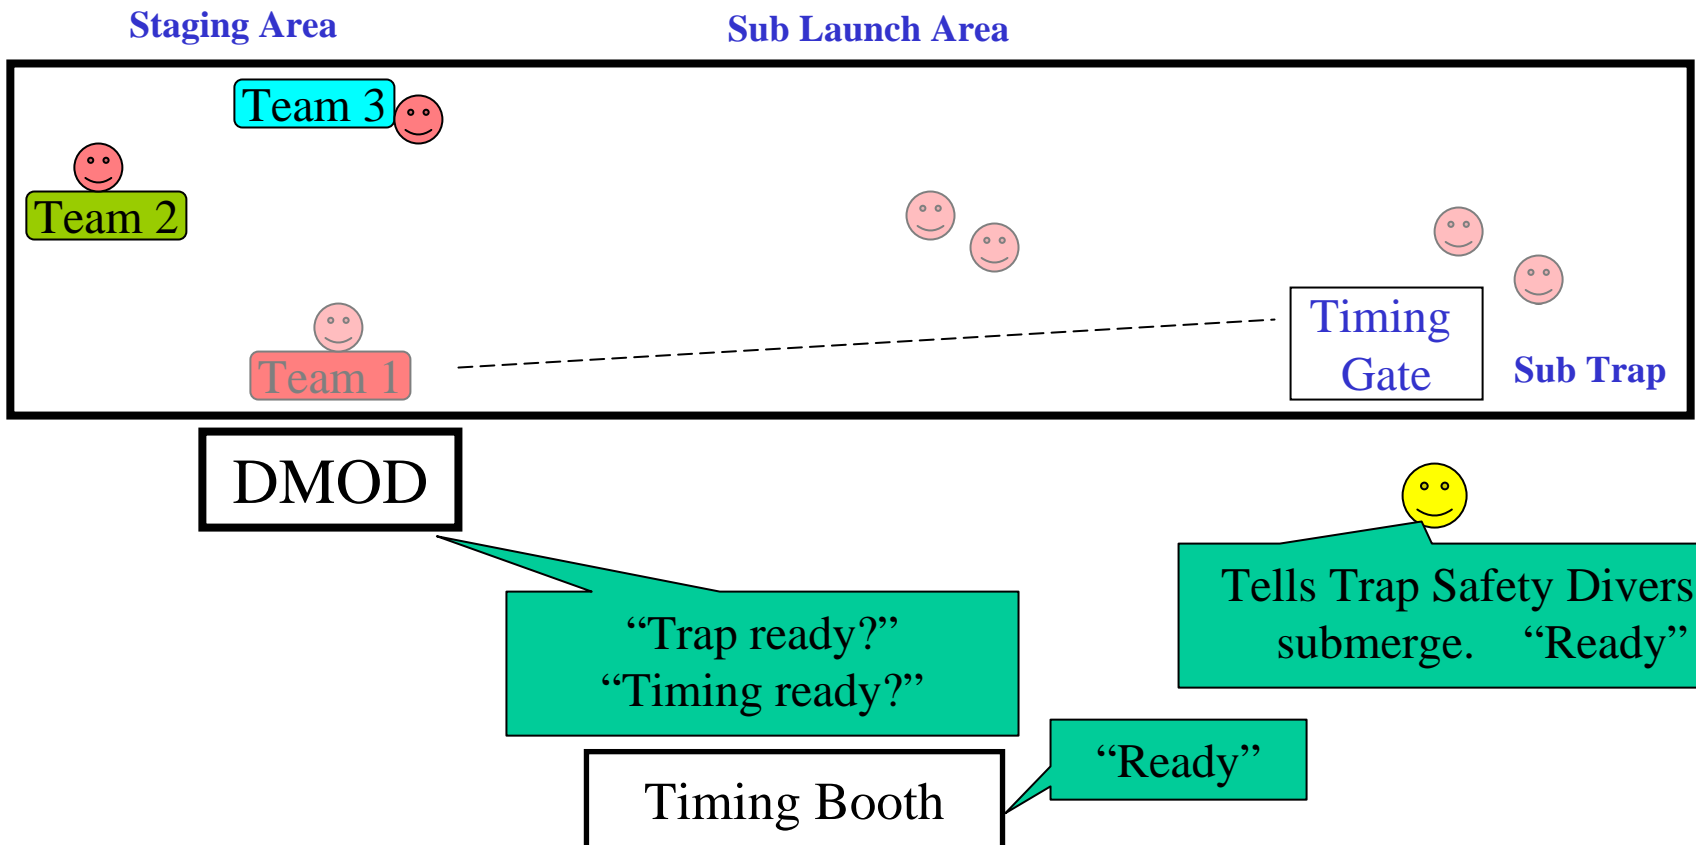 Staging Area
Sub Launch Area
Team 3
Team 2
Team 1
Timing
Gate
Sub Trap
DMOD
Tells Trap Safety Divers
submerge. “Ready”
“Trap ready?”
“Timing ready?”
“Ready”
Timing Booth